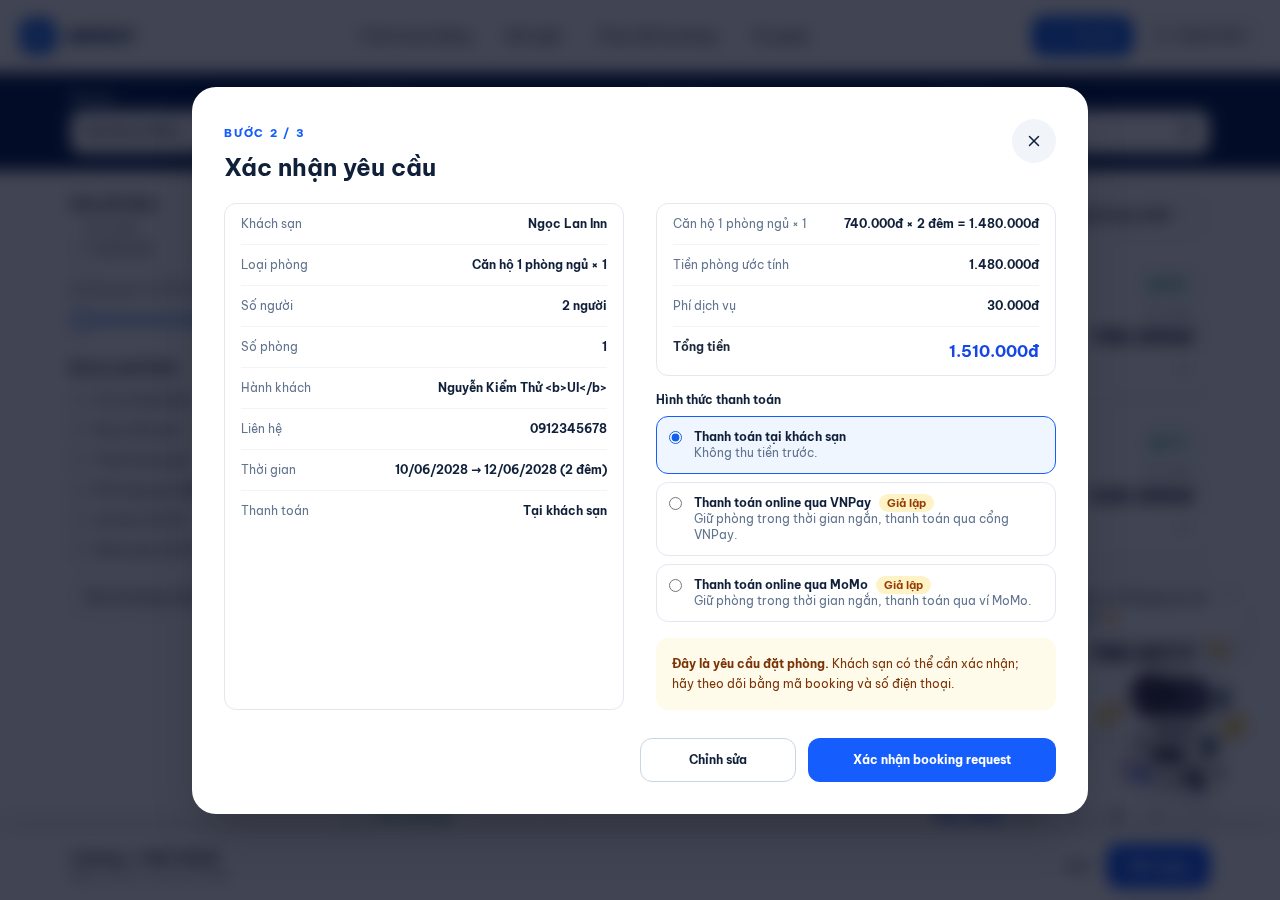 BƯỚC 2 / 3
Xác nhận yêu cầu
Khách sạn Ngọc Lan Inn
Loại phòng Căn hộ 1 phòng ngủ × 1
Số người 2 người
Số phòng 1
Hành khách Nguyễn Kiểm Thử <b>UI</b>
Liên hệ 0912345678
Thời gian 10/06/2028 → 12/06/2028 (2 đêm)
Thanh toán Tại khách sạn
Căn hộ 1 phòng ngủ × 1 740.000đ × 2 đêm = 1.480.000đ
Tiền phòng ước tính 1.480.000đ
Phí dịch vụ 30.000đ
Tổng tiền 1.510.000đ
Hình thức thanh toán
Thanh toán tại khách sạn
Không thu tiền trước.
Thanh toán online qua VNPay Giả lập
Giữ phòng trong thời gian ngắn, thanh toán qua cổng
VNPay.
Thanh toán online qua MoMo Giả lập
Giữ phòng trong thời gian ngắn, thanh toán qua ví MoMo.
Đây là yêu cầu đặt phòng. Khách sạn có thể cần xác nhận;
hãy theo dõi bằng mã booking và số điện thoại.
Chỉnh sửa
Xác nhận booking request